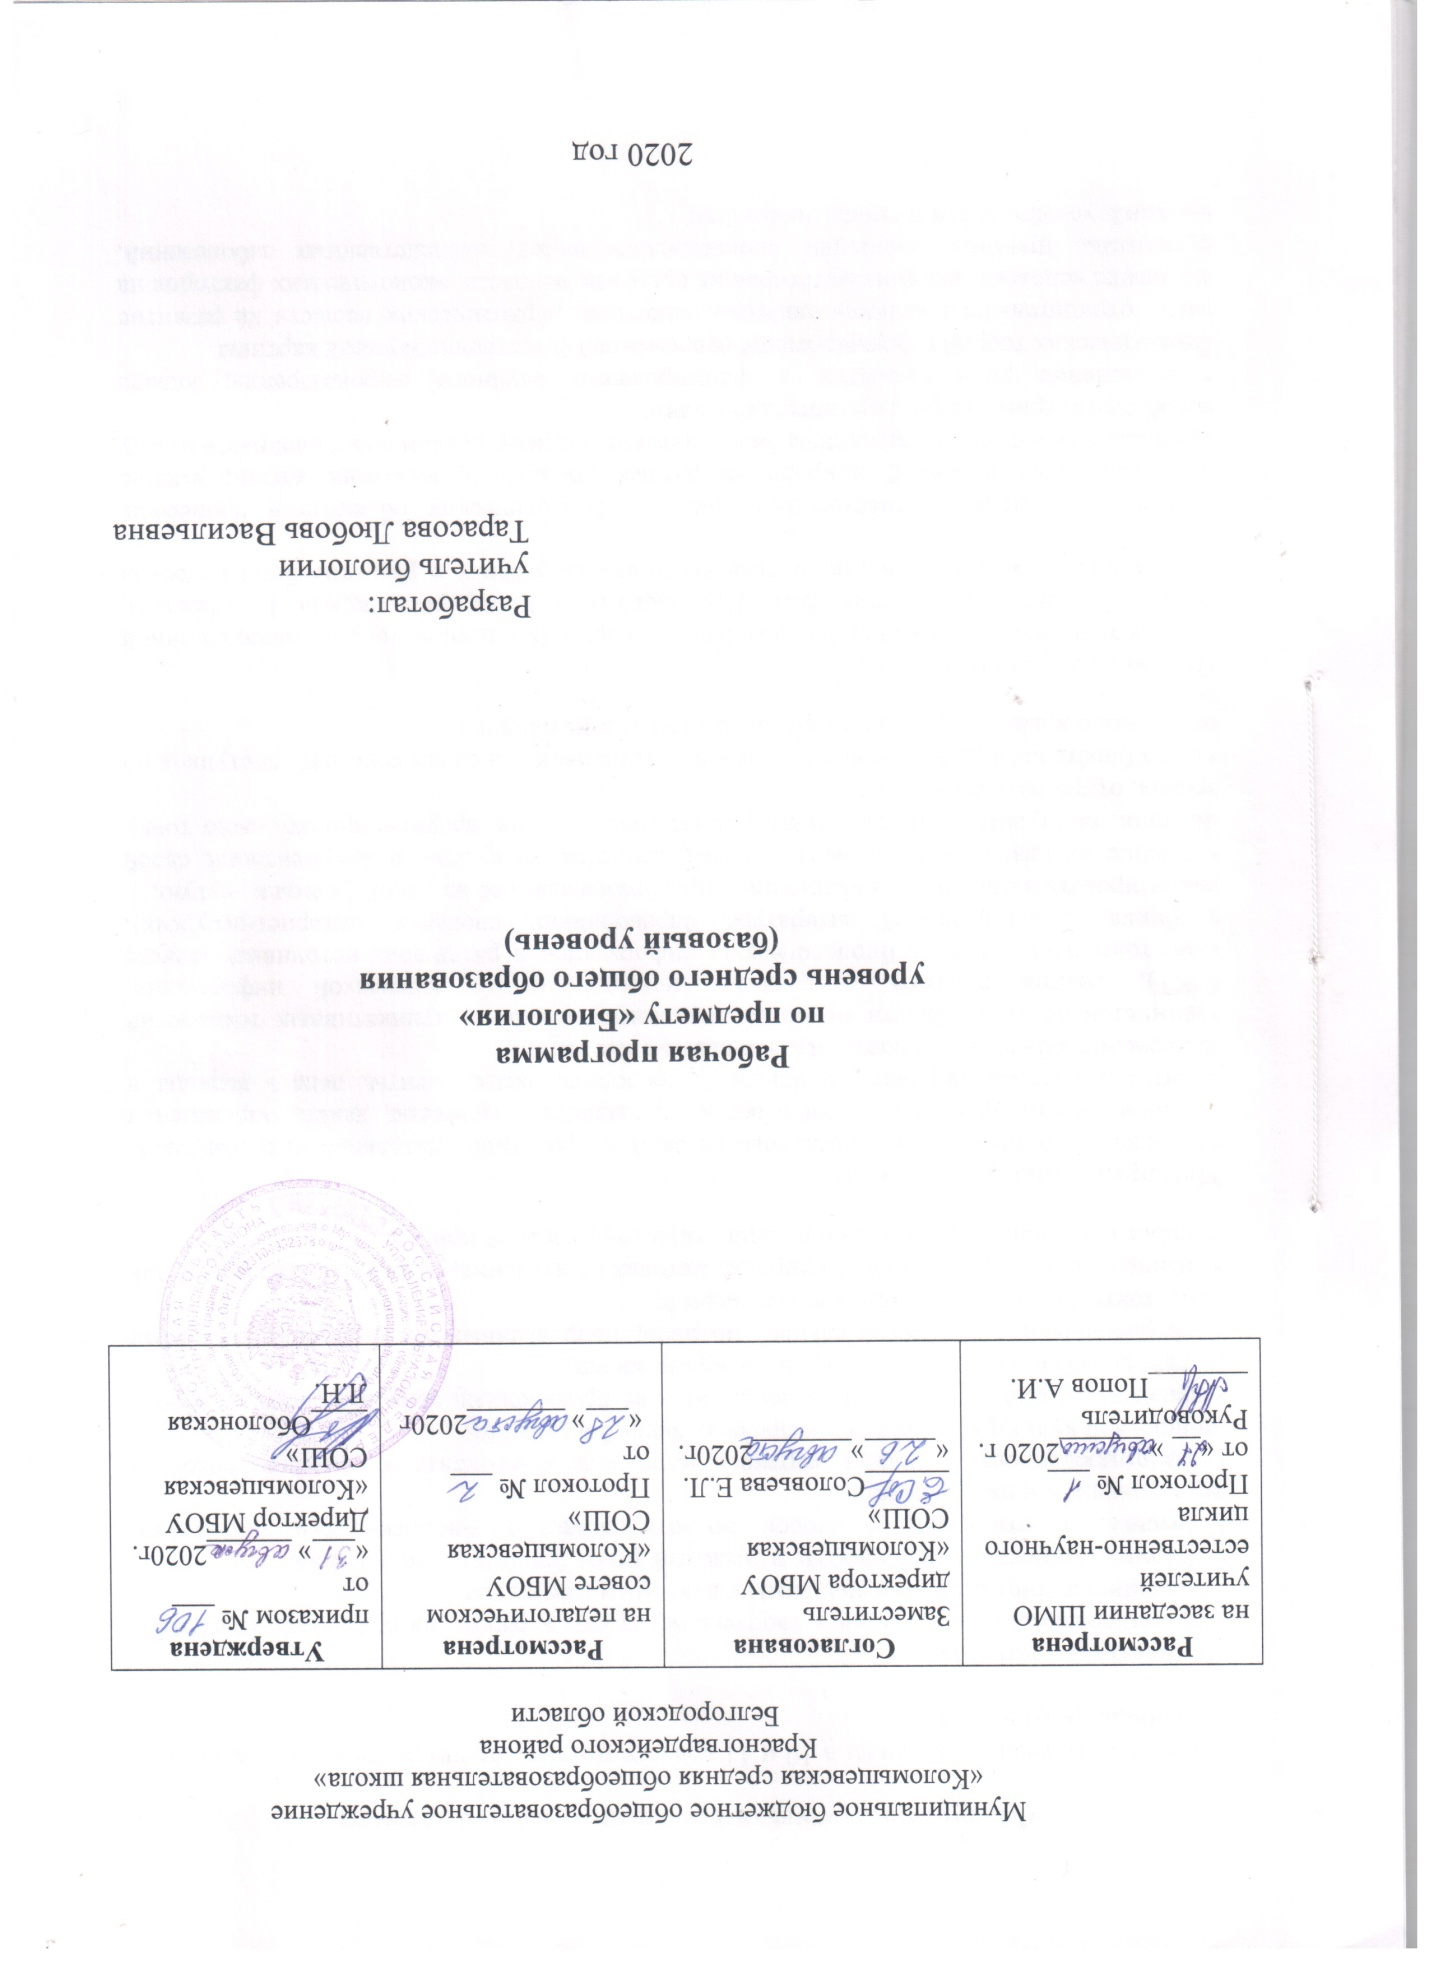 Муниципальное бюджетное общеобразовательное учреждение
«Коломыцевская средняя общеобразовательная школа»
Красногвардейского района
Белгородской области
Рассмотрена
на заседании ШМО
учителей
естественно-научного
цикла
Протокол № 1
от « » августа 2020 г.
Руководитель
Попов А.И.
Согласована
Заместитель
директора МБОУ
«Коломыцевская
СОШ»
Соловьева Е.Л.
« 26 » августа 2020г.
Рассмотрена
на педагогическом
совете МБОУ
«Коломыцевская
СОШ»
Протокол № 2
от
« 28 » августа 2020г
Утверждена
приказом № 106
от
« 31 » августа 2020г.
Директор МБОУ
«Коломыцевская
СОШ»
Оболонская
Л.Н.
Рабочая программа
по предмету «Биология»
уровень среднего общего образования
(базовый уровень)
Разработал:
учитель биологии
Тарасова Любовь Васильевна
2020 год